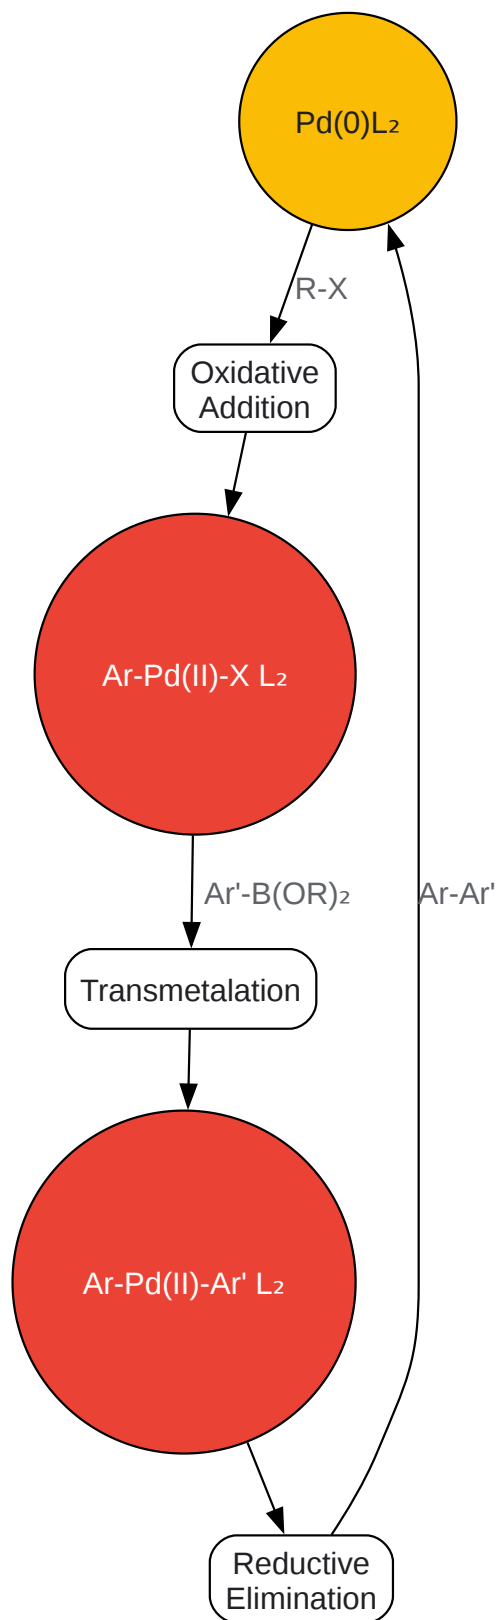 Pd(0)L₂
R-X
Oxidative
Addition
Ar-Pd(II)-X L₂
Ar'-B(OR)₂
Ar-Ar'
Transmetalation
Ar-Pd(II)-Ar' L₂
Reductive
Elimination